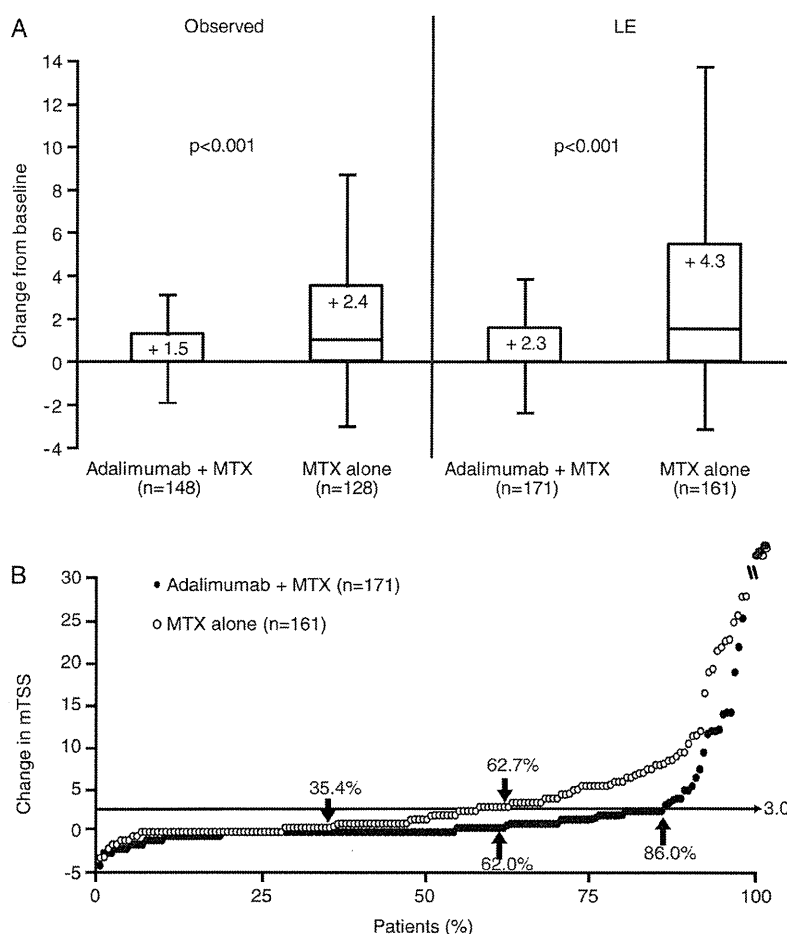 A
Observed
LE
Change from baseline
14
12
10
8
6
4
2
0
-2
-4
p<0.001
p<0.001
+ 1.5
+ 2.4
+ 2.3
+ 4.3
Adalimumab + MTX
(n=148)
MTX alone
(n=128)
Adalimumab + MTX
(n=171)
MTX alone
(n=161)
B
Change in mTSS
30
25
20
15
10
5
0
-5
Adalimumab + MTX (n=171)
MTX alone (n=161)
35.4%
62.7%
3.0
62.0%
86.0%
0
25
50
75
100
Patients (%)